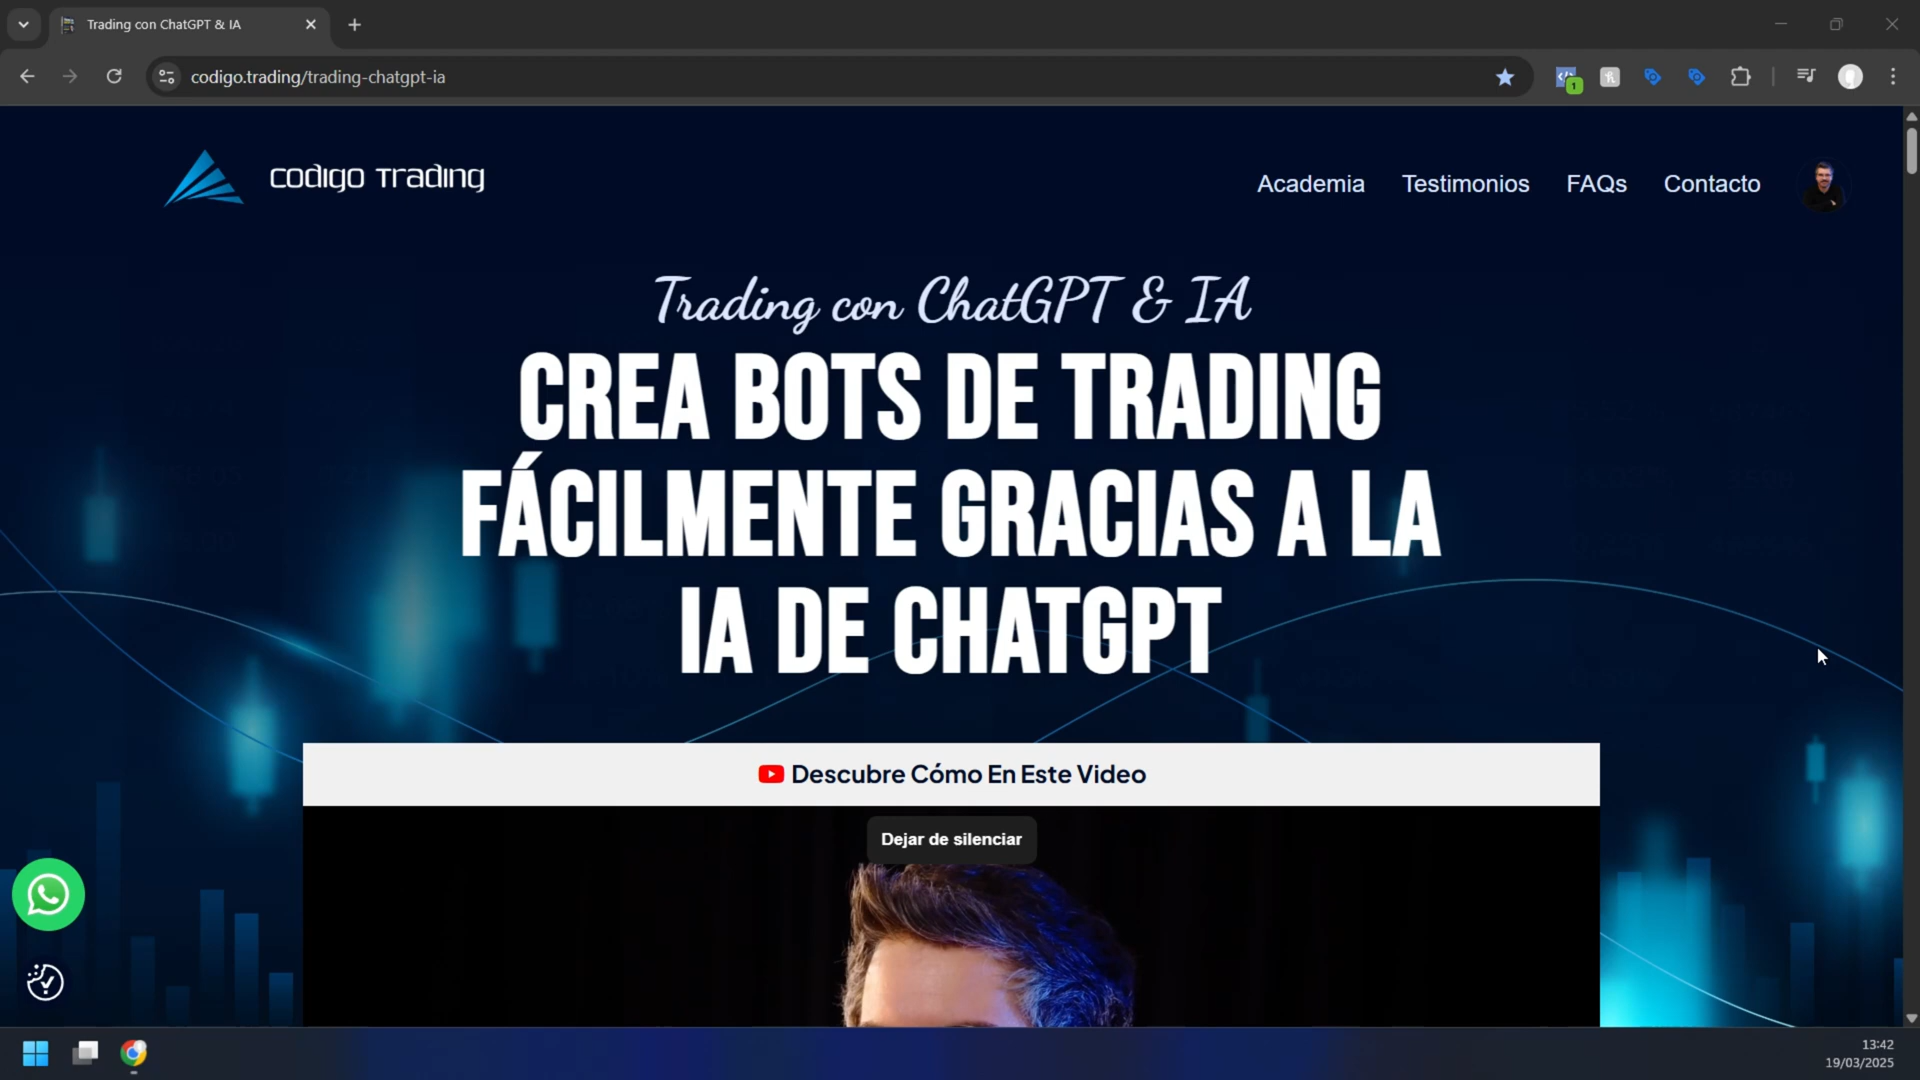 Trading con ChatGPT & IA
codigo.trading/trading-chatgpt-ia
1
codigo Trading
Academia
Testimonios
FAQs
Contacto
Trading con ChatGPT & IA
CREA BOTS DE TRADING
FÁCILMENTE GRACIAS A LA
IA DE CHATGPT
Descubre Cómo En Este Video
Dejar de silenciar
13:42
19/03/2025